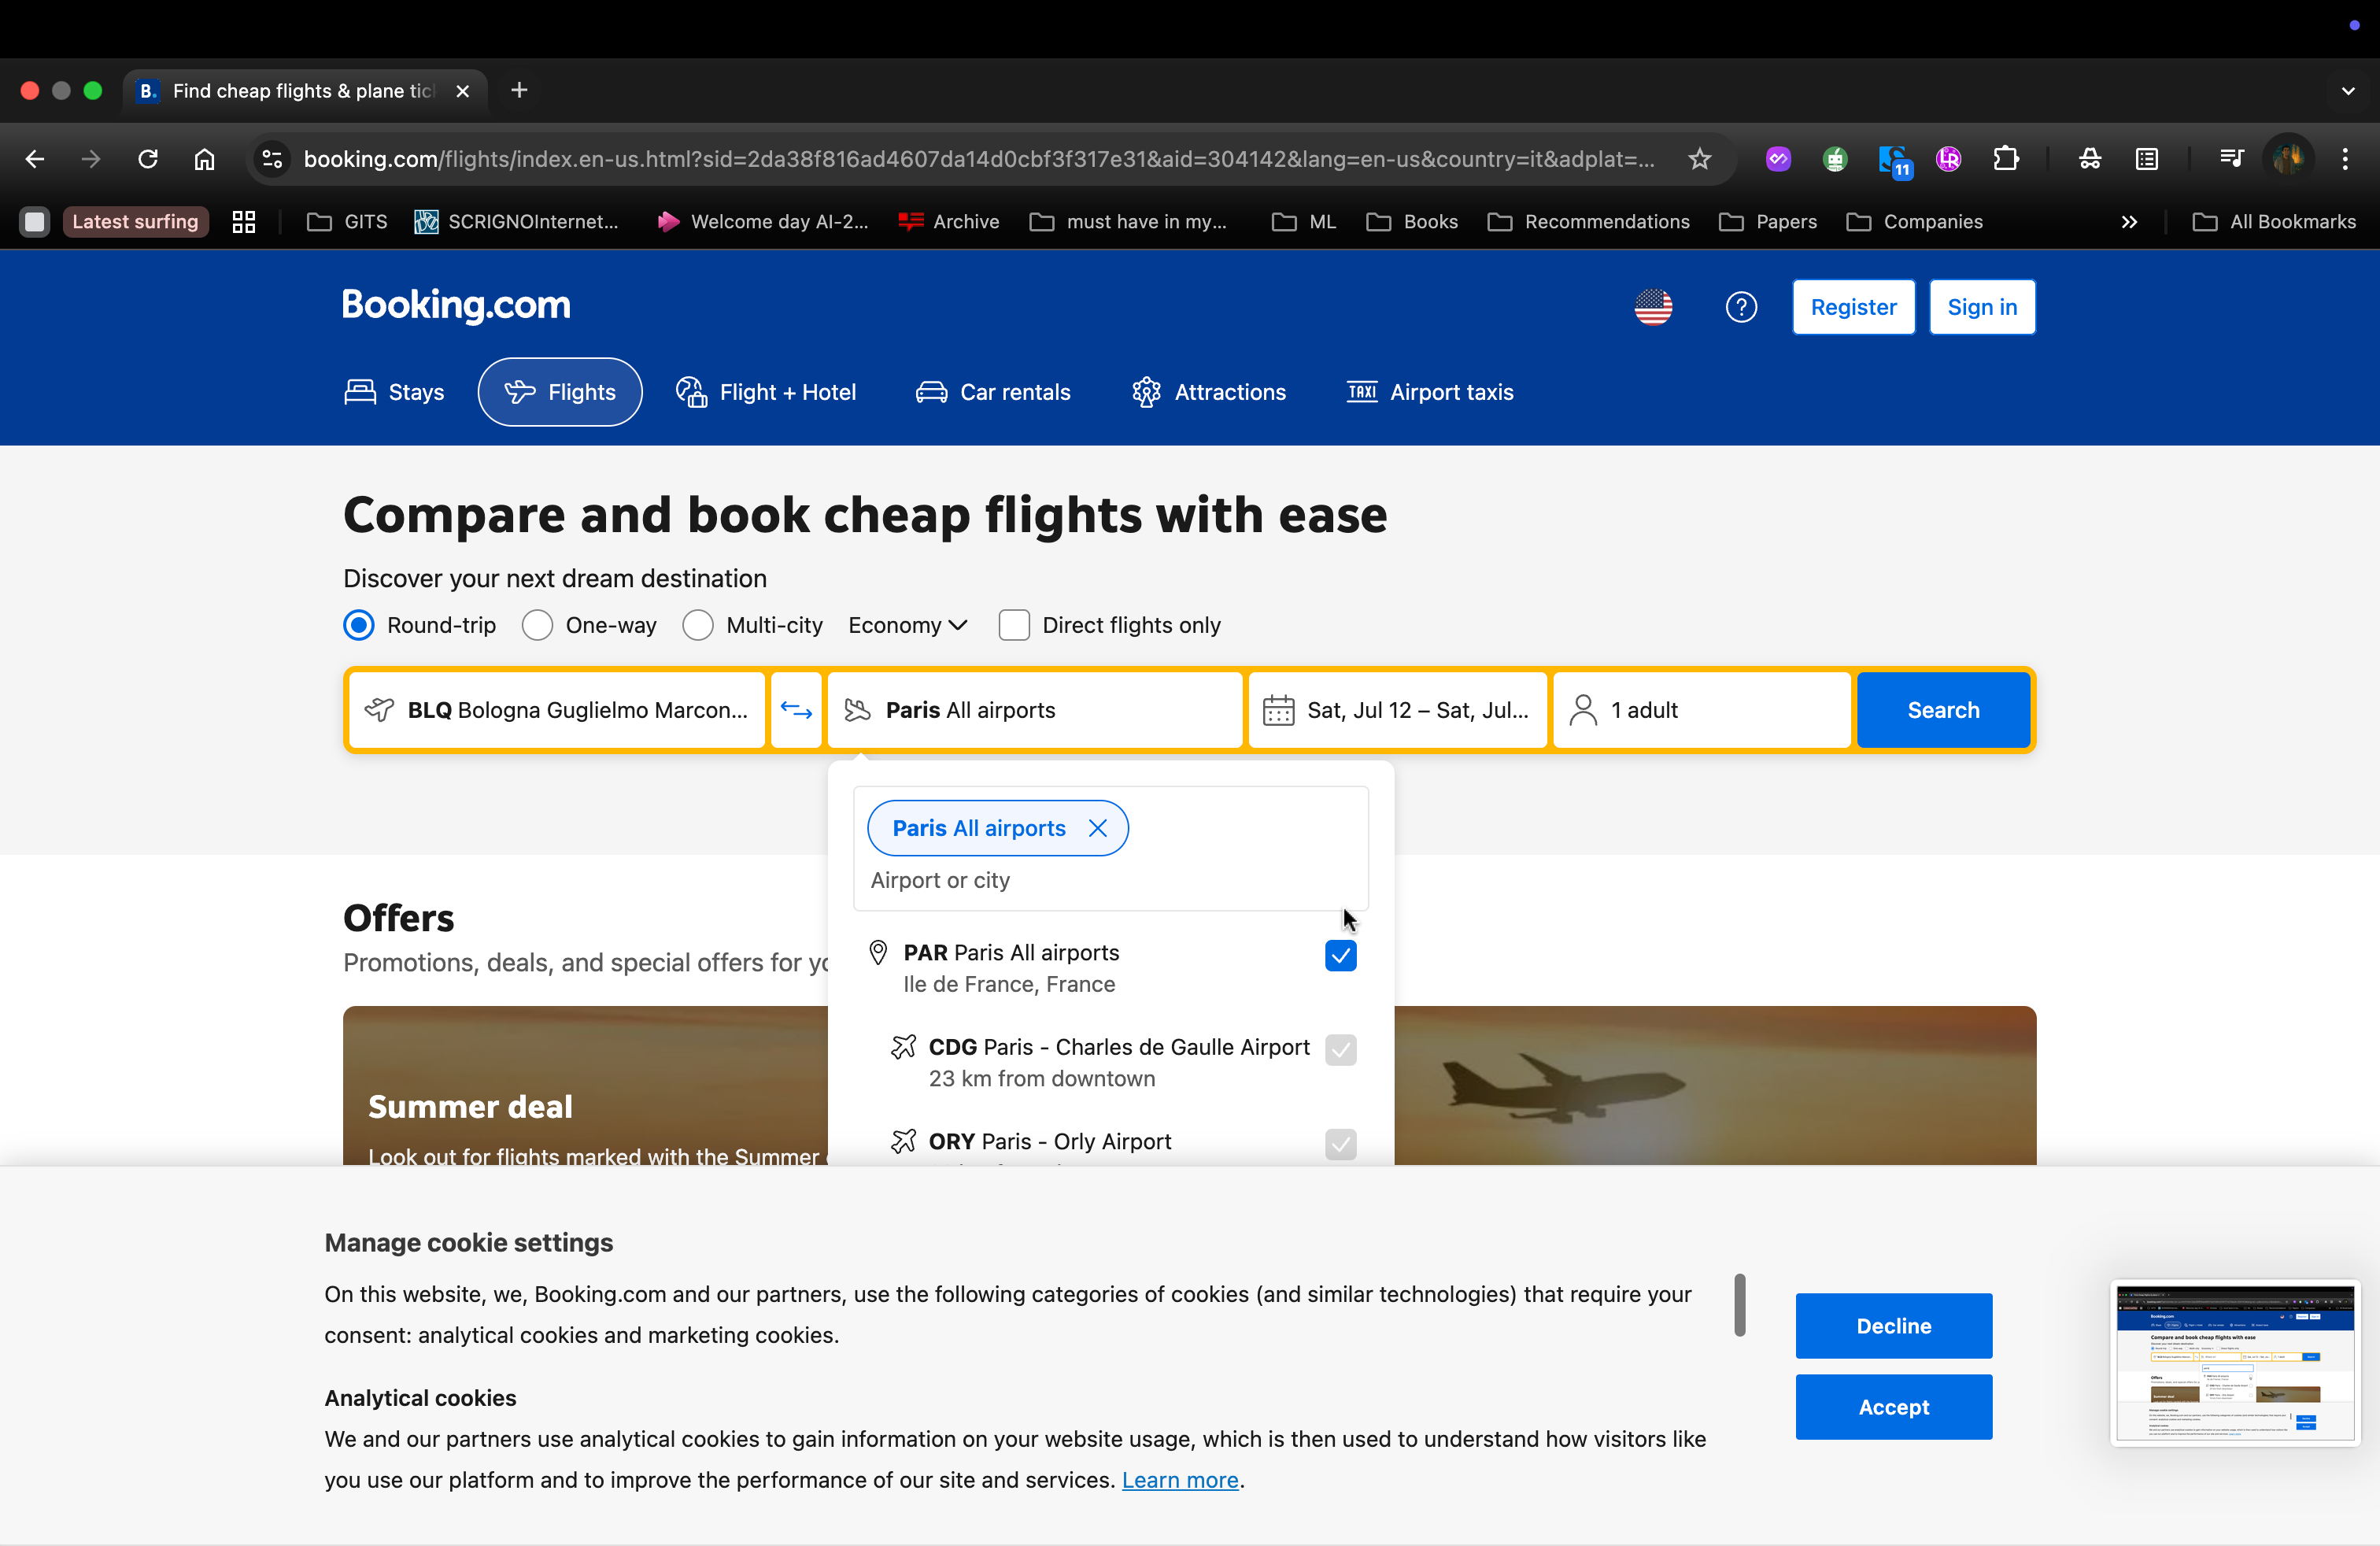 B. Find cheap flights & plane tic
booking.com/flights/index.en-us.html?sid=2da38f816ad4607da14d0cbf3f317e31&aid=304142&lang=en-us&country=it&adplat=...
11
Latest surfing
GITS
SCRIGNOInternet...
Welcome day AI-2...
Archive
must have in my...
ML
Books
Recommendations
Papers
Companies
All Bookmarks
Booking.com
Register
Sign in
Stays
Flights
Flight + Hotel
Car rentals
Attractions
TAXI Airport taxis
Compare and book cheap flights with ease
Discover your next dream destination
Round-trip
One-way
Multi-city
Economy
Direct flights only
BLQ Bologna Guglielmo Marcon...
Paris All airports
Sat, Jul 12 – Sat, Jul...
1 adult
Search
Paris All airports
Airport or city
PAR Paris All airports
Ile de France, France
CDG Paris - Charles de Gaulle Airport
23 km from downtown
ORY Paris - Orly Airport
Offers
Promotions, deals, and special offers for yo
Summer deal
Look out for flights marked with the Summer
Manage cookie settings
On this website, we, Booking.com and our partners, use the following categories of cookies (and similar technologies) that require your
consent: analytical cookies and marketing cookies.
Analytical cookies
We and our partners use analytical cookies to gain information on your website usage, which is then used to understand how visitors like
you use our platform and to improve the performance of our site and services. Learn more.
Decline
Accept